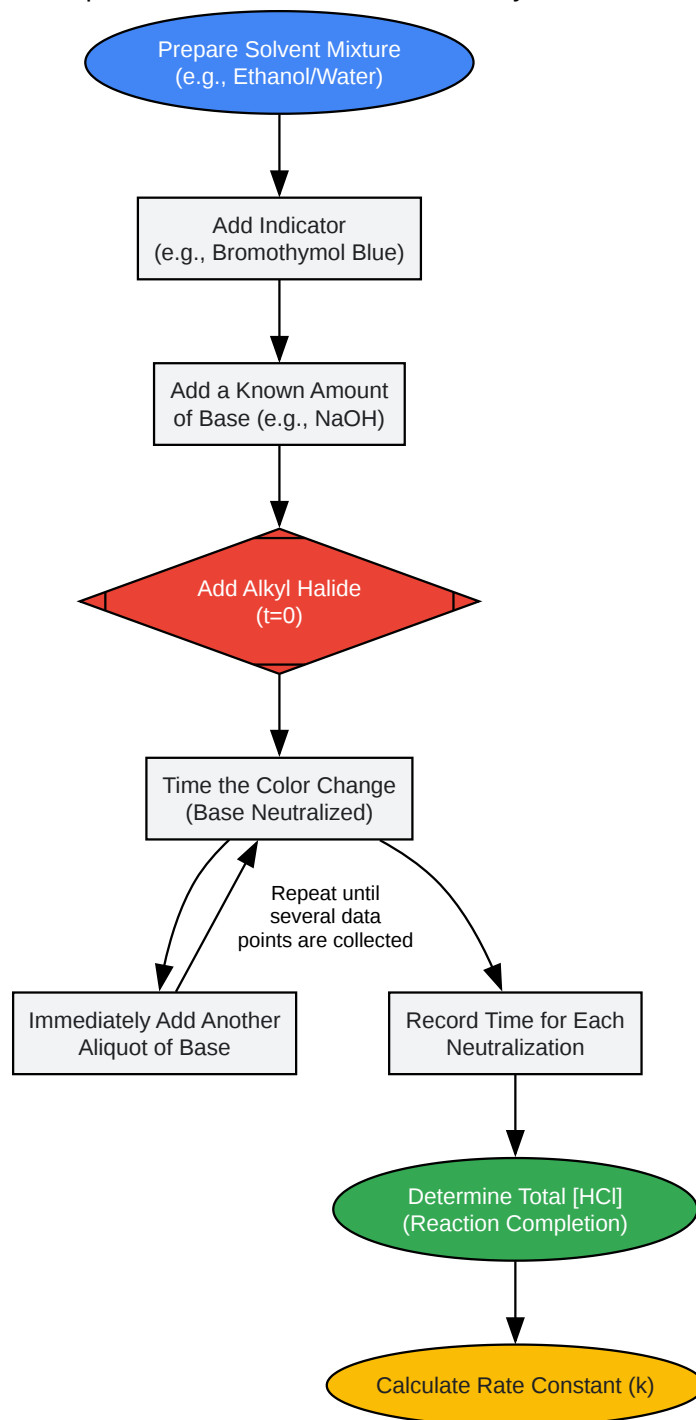 Prepare Solvent Mixture
(e.g., Ethanol/Water)
Add Indicator
(e.g., Bromothymol Blue)
Add a Known Amount
of Base (e.g., NaOH)
Add Alkyl Halide
(t=0)
Time the Color Change
(Base Neutralized)
Repeat until
several data
points are collected
Immediately Add Another
Aliquot of Base
Record Time for Each
Neutralization
Determine Total [HCl]
(Reaction Completion)
Calculate Rate Constant (k)